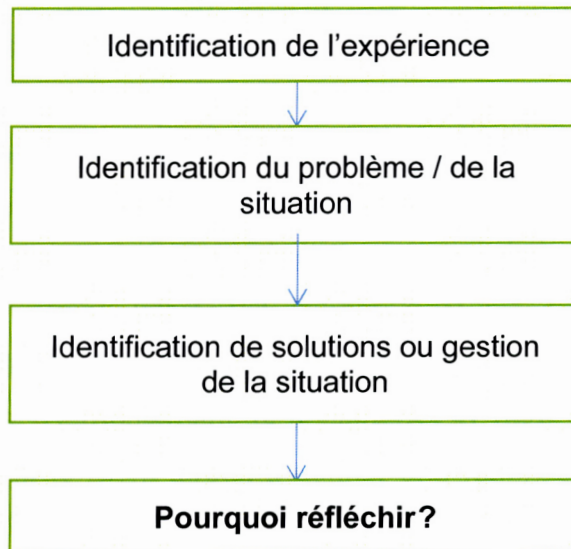 Identification de l'expérience
Identification du problème / de la
situation
Identification de solutions ou gestion
de la situation
Pourquoi réfléchir?